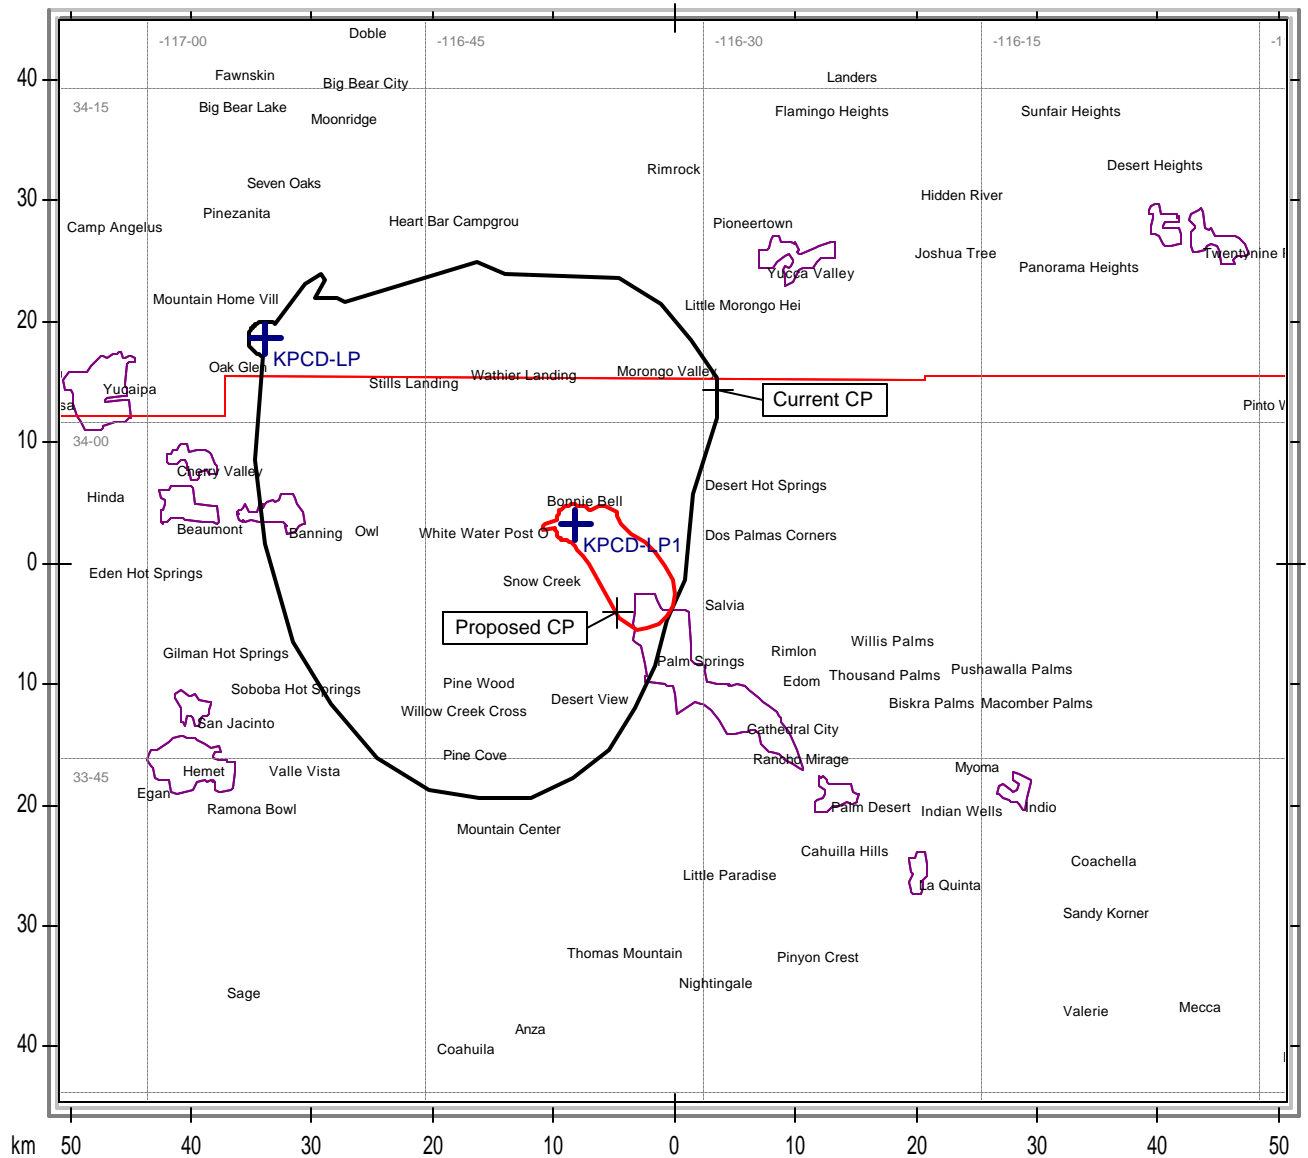 Doble
-117-00
-116-45
-116-30
-116-15
-1
40
Fawnskin
Big Bear City
Landers
34-15
Big Bear Lake
Moonridge
Flamingo Heights
Sunfair Heights
Rimrock
Desert Heights
30
Seven Oaks
Hidden River
Pinezanita
Camp Angelus
Heart Bar Campgrou
Pioneertown
Joshua Tree
Twentynine
Panorama Heights
Yucca Valley
Mountain Home Vill
Little Morongo Hei
20
KPCD-LP
Oak Glen
Morongo Valley
Wathier Landing
Stills Landing
Yucaipa
sa
Current CP
Pinto
34-00
10
Cherry Valley
Hinda
Desert Hot Springs
Bonnie Bell
Beaumont
Banning
Owl
White Water Post O
Dos Palmas Corners
KPCD-LP1
0
Eden Hot Springs
Snow Creek
Salvia
Proposed CP
Willis Palms
Gilman Hot Springs
Rimlon
Palm Springs
Thousand Palms
Pushawalla Palms
10
Soboba Hot Springs
Pine Wood
Edom
Desert View
Biskra Palms
Macomber Palms
San Jacinto
Willow Creek Cross
Cathedral City
Pine Cove
Rancho Mirage
Hemet
Valle Vista
Myoma
33-45
Egan
20
Ramona Bowl
Palm Desert
Indian Wells
Indio
Mountain Center
Cahuilla Hills
Coachella
Little Paradise
La Quinta
Sandy Korner
30
Thomas Mountain
Pinyon Crest
Nightingale
Sage
Valerie
Mecca
Anza
40
Coahuila
km
50
40
30
20
10
0
10
20
30
40
50